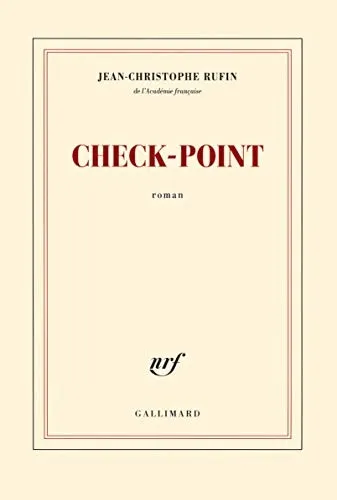 JEAN-CHRISTOPHE RUFIN
de l'Académie française
CHECK-POINT
roman
nrf
GALLIMARD